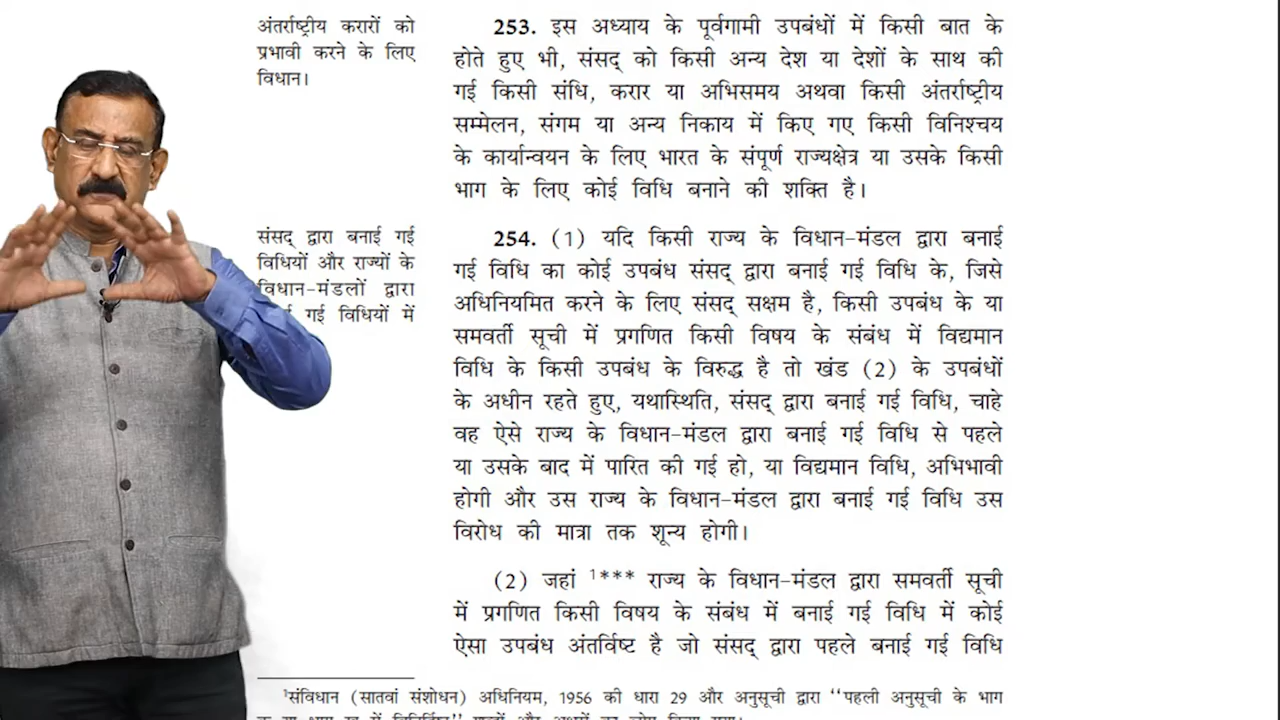 अंतर्राष्ट्रीय करारों को
प्रभावी करने के लिए
विधान।
253. इस अध्याय के पूर्वगामी उपबंधों में किसी बात के
होते हुए भी, संसद् को किसी अन्य देश या देशों के साथ की
गई किसी संधि, करार या अभिसमय अथवा किसी अंतर्राष्ट्रीय
सम्मेलन, संगम या अन्य निकाय में किए गए किसी विनिश्चय
के कार्यान्वयन के लिए भारत के संपूर्ण राज्यक्षेत्र या उसके किसी
भाग के लिए कोई विधि बनाने की शक्ति है।
संसद् द्वारा बनाई गई
विधियों और राज्यों के
विधान-मंडलों द्वारा
गई विधियों में
254. (1) यदि किसी राज्य के विधान-मंडल द्वारा बनाई
गई विधि का कोई उपबंध संसद् द्वारा बनाई गई विधि के, जिसे
अधिनियमित करने के लिए संसद् सक्षम है, किसी उपबंध के या
समवर्ती सूची में प्रगणित किसी विषय के संबंध में विद्यमान
विधि के किसी उपबंध के विरुद्ध है तो खंड (2) के उपबंधों
के अधीन रहते हुए, यथास्थिति, संसद् द्वारा बनाई गई विधि, चाहे
वह ऐसे राज्य के विधान-मंडल द्वारा बनाई गई विधि से पहले
या उसके बाद में पारित की गई हो, या विद्यमान विधि, अभिभावी
होगी और उस राज्य के विधान-मंडल द्वारा बनाई गई विधि उस
विरोध की मात्रा तक शून्य होगी।
(2) जहां ¹*** राज्य के विधान-मंडल द्वारा समवर्ती सूची
में प्रगणित किसी विषय के संबंध में बनाई गई विधि में कोई
ऐसा उपबंध अंतर्विष्ट है जो संसद् द्वारा पहले बनाई गई विधि
¹संविधान (सातवां संशोधन) अधिनियम, 1956 की धारा 29 और अनुसूची द्वारा ‘‘पहली अनुसूची के भाग